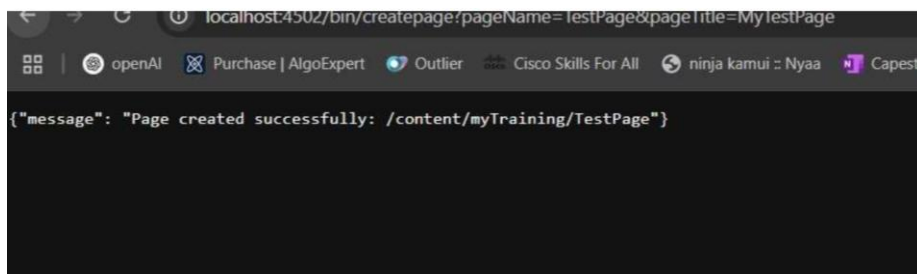 localhost:4502/bin/createpage?pageName=TestPage&pageTitle=MyTestPage
openAI Purchase | AlgoExpert Outlier Cisco Skills For All ninja kamui :: Nyaa Capest
{"message": "Page created successfully: /content/myTraining/TestPage"}